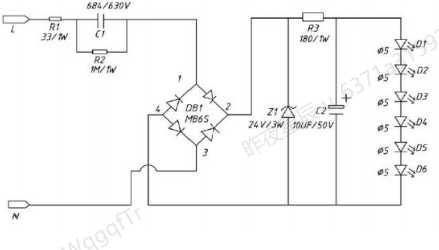 684/630V
L
R1
33/1W
C1
R2
1M/1W
1
R3
180/1W
DB1
MB6S
4
2
3
Z1
24V/3W
C2
10UF/50V
+
ø5 D1
ø5 D2
ø5 D3
ø5 D4
ø5 D5
ø5 D6
N
WqgqfTr